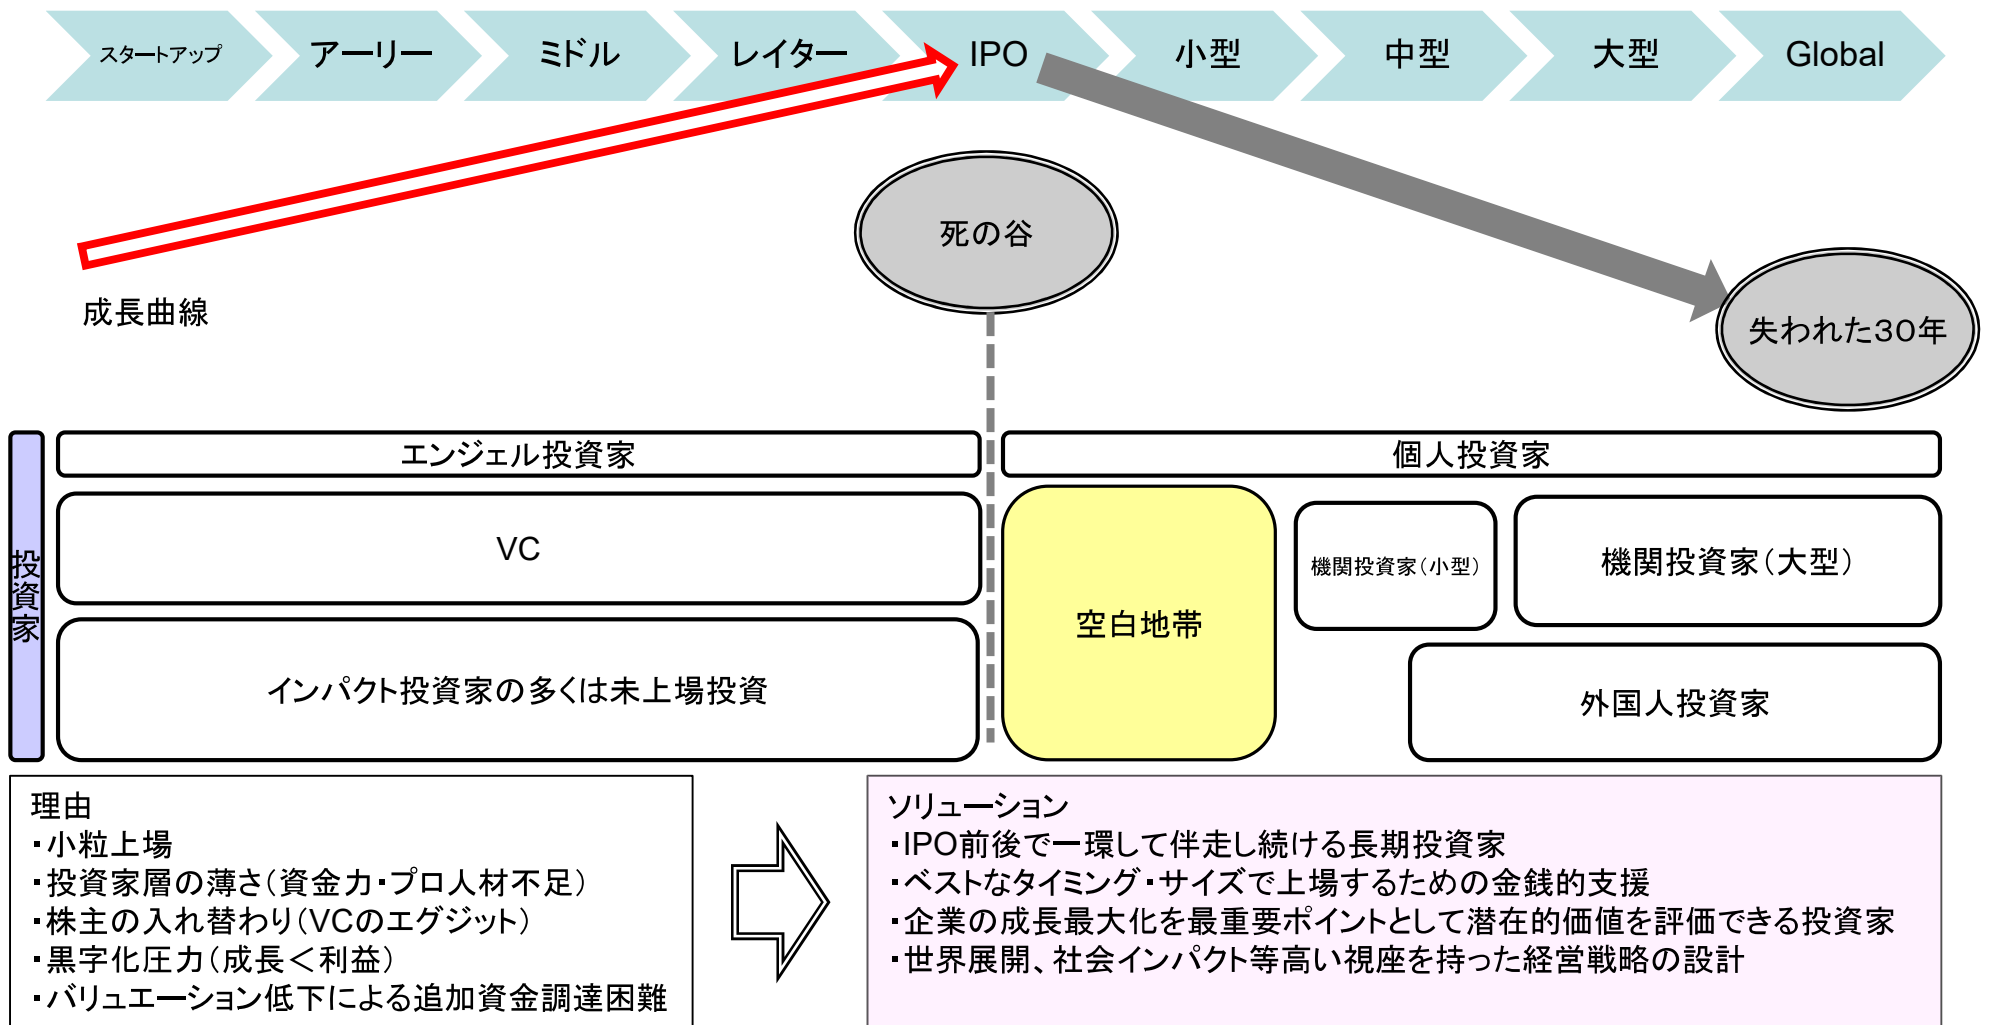 スタートアップ
アーリー
ミドル
レイター
IPO
小型
中型
大型
Global
死の谷
成長曲線
失われた30年
投資家
エンジェル投資家
個人投資家
VC
空白地帯
機関投資家(小型)
機関投資家(大型)
インパクト投資家の多くは未上場投資
外国人投資家
理由
・小粒上場
・投資家層の薄さ(資金力・プロ人材不足)
・株主の入れ替わり(VCのエグジット)
・黒字化圧力(成長<利益)
・バリュエーション低下による追加資金調達困難
ソリューション
・IPO前後で一環して伴走し続ける長期投資家
・ベストなタイミング・サイズで上場するための金銭的支援
・企業の成長最大化を最重要ポイントとして潜在的価値を評価できる投資家
・世界展開、社会インパクト等高い視座を持った経営戦略の設計